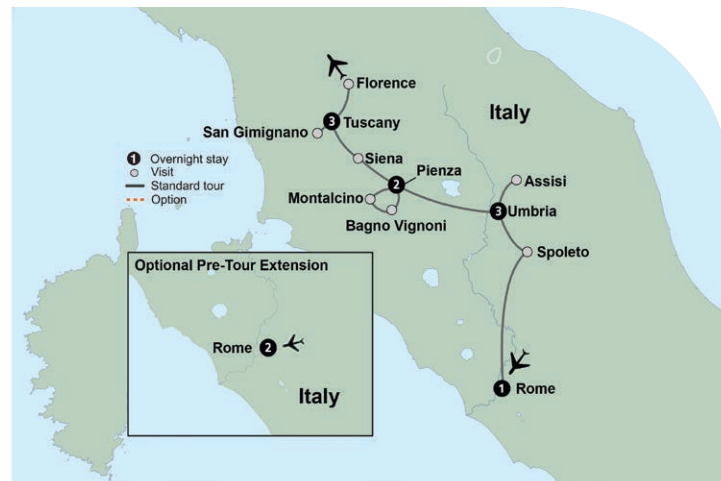 Florence
Italy
3 Tuscany
San Gimignano
1 Overnight stay
Visit
Standard tour
Option
Siena
Pienza
2
Montalcino
Bagno Vignoni
Assisi
3 Umbria
Spoleto
Optional Pre-Tour Extension
Rome 2
Italy
1 Rome